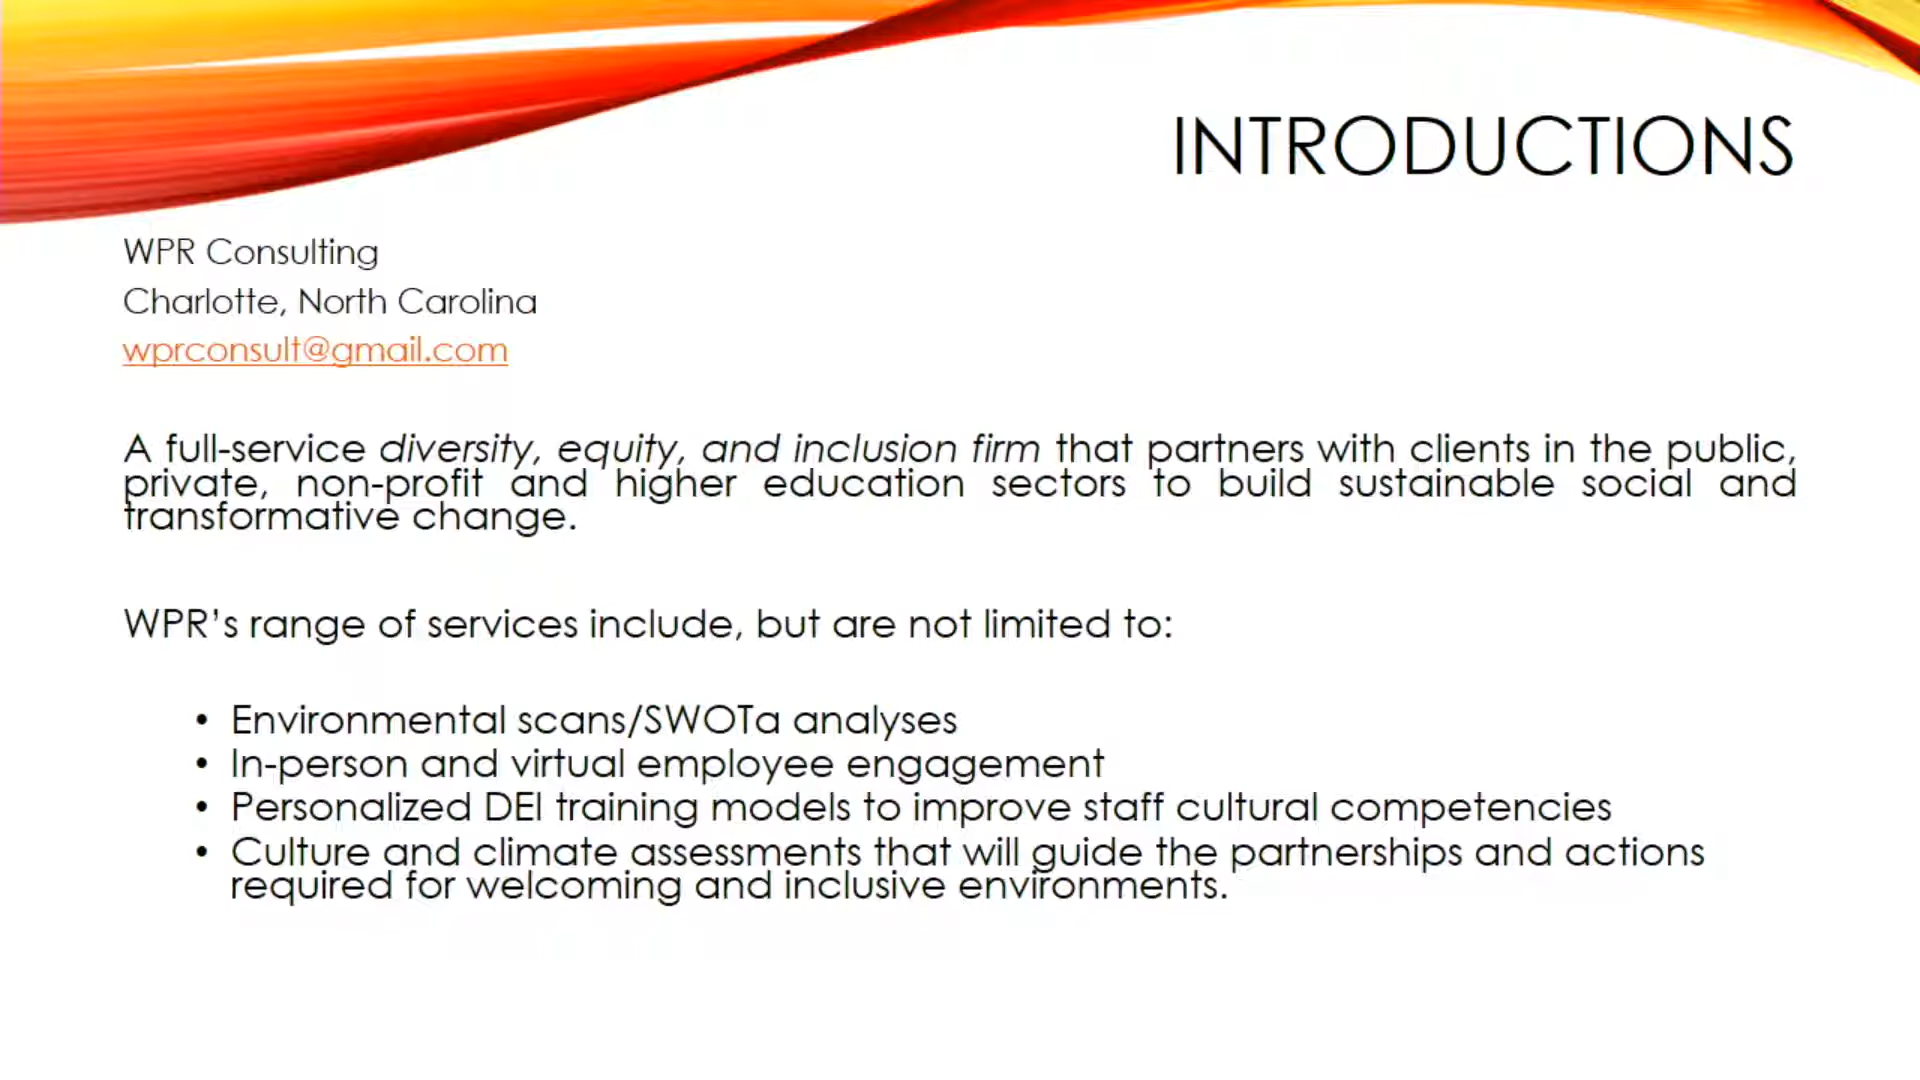 INTRODUCTIONS
WPR Consulting
Charlotte, North Carolina
wprconsult@gmail.com
A full-service diversity, equity, and inclusion firm that partners with clients in the public,
private, non-profit and higher education sectors to build sustainable social and
transformative change.
WPR’s range of services include, but are not limited to:
• Environmental scans/SWOTa analyses
• In-person and virtual employee engagement
• Personalized DEI training models to improve staff cultural competencies
• Culture and climate assessments that will guide the partnerships and actions
required for welcoming and inclusive environments.